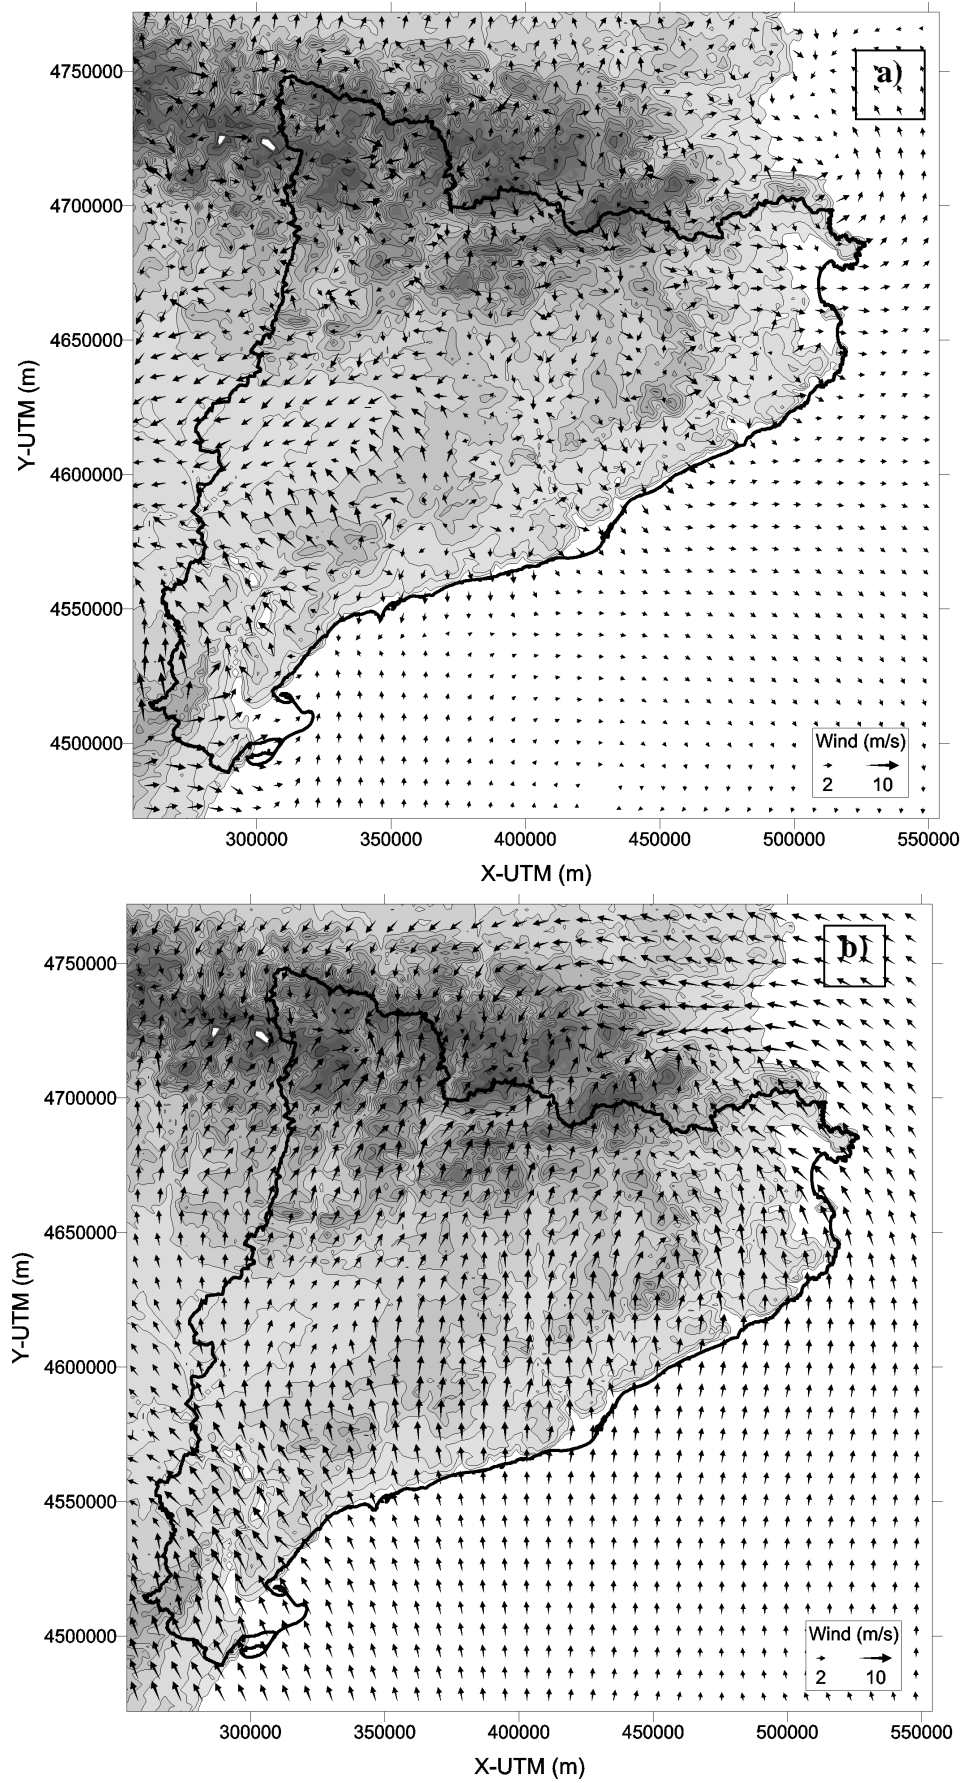 a)
4750000
4700000
4650000
4600000
4550000
4500000
Y-UTM (m)
Wind (m/s)
2 10
300000 350000 400000 450000 500000 550000
X-UTM (m)
b)
4750000
4700000
4650000
4600000
4550000
4500000
Y-UTM (m)
Wind (m/s)
2 10
300000 350000 400000 450000 500000 550000
X-UTM (m)